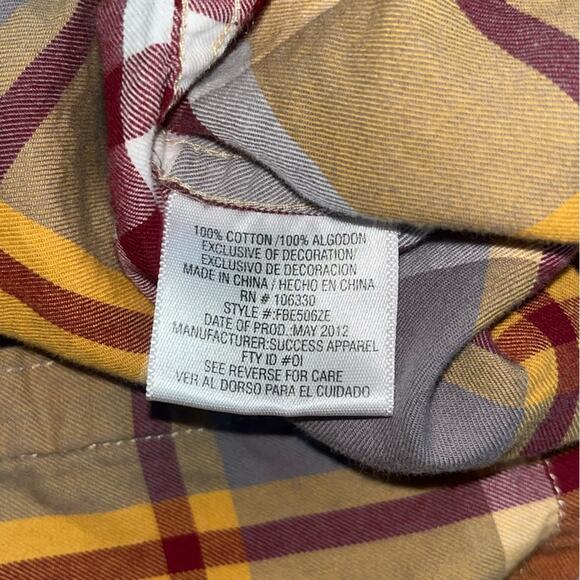 100% COTTON /100% ALGODON
EXCLUSIVE OF DECORATION/
EXCLUSIVO DE DECORACION
MADE IN CHINA / HECHO EN CHINA
RN # 106330
STYLE #:FBE506ZE
DATE OF PROD.:MAY 2012
MANUFACTURER:SUCCESS APPAREL
FTY ID #:01
SEE REVERSE FOR CARE
VER AL DORSO PARA EL CUIDADO